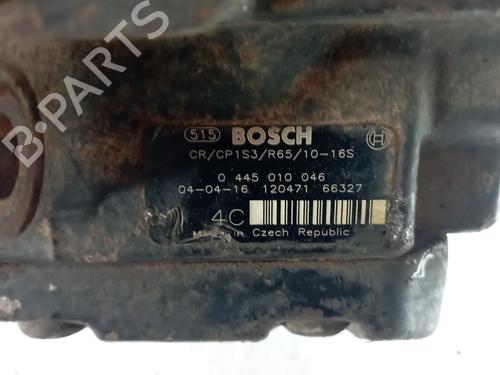 515 BOSCH
CR/CP1S3/R65/10-16S
0 445 010 046
04-04-16 120471 66327
4C
Made in Czech Republic
B-PARTS